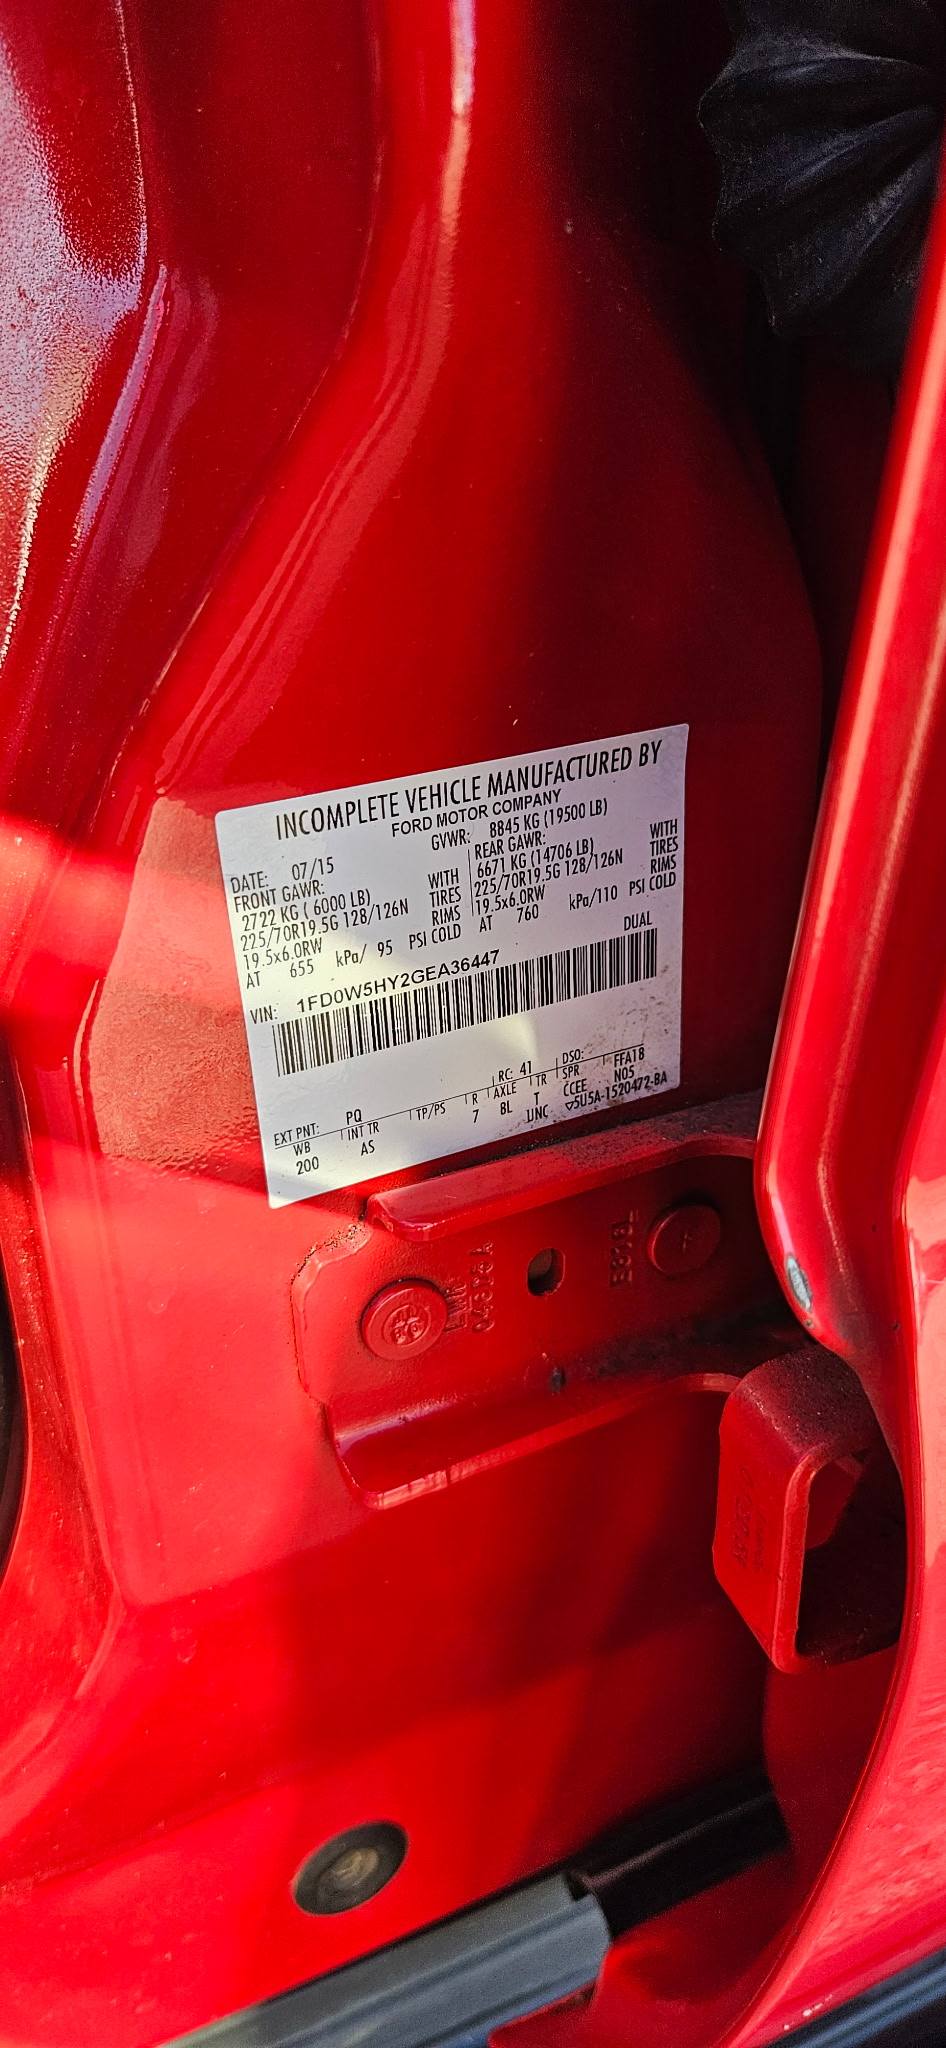 INCOMPLETE VEHICLE MANUFACTURED BY
FORD MOTOR COMPANY
DATE: 07/15 GVWR: 8845 KG (19500 LB)
FRONT GAWR: REAR GAWR:
2722 KG ( 6000 LB) WITH 6671 KG (14706 LB) WITH
225/70R19.5G 128/126N TIRES 225/70R19.5G 128/126N TIRES
19.5x6.0RW RIMS 19.5x6.0RW RIMS
AT 655 kPa/ 95 PSI COLD AT 760 kPa/110 PSI COLD
DUAL
VIN: 1FD0W5HY2GEA36447
EXT PNT: PQ RC: 41 DSO: FFA18
WB INT TR TP/PS R AXLE TR SPR N05
200 AS 7 8L T CCEE
UNC ▽5U5A-1520472-BA